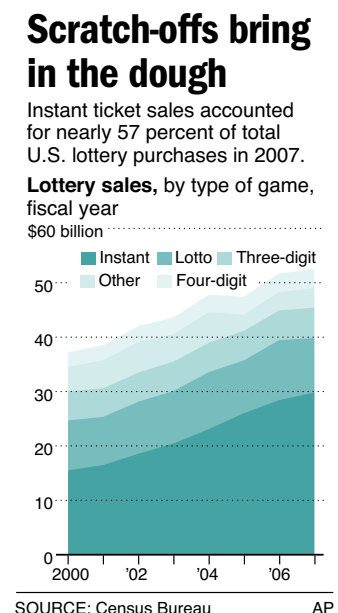 Scratch-offs bring
in the dough
Instant ticket sales accounted
for nearly 57 percent of total
U.S. lottery purchases in 2007.
Lottery sales, by type of game,
fiscal year
$60 billion
Instant Lotto Three-digit
Other Four-digit
50
40
30
20
10
0
2000 ’02 ’04 ’06
SOURCE: Census Bureau AP